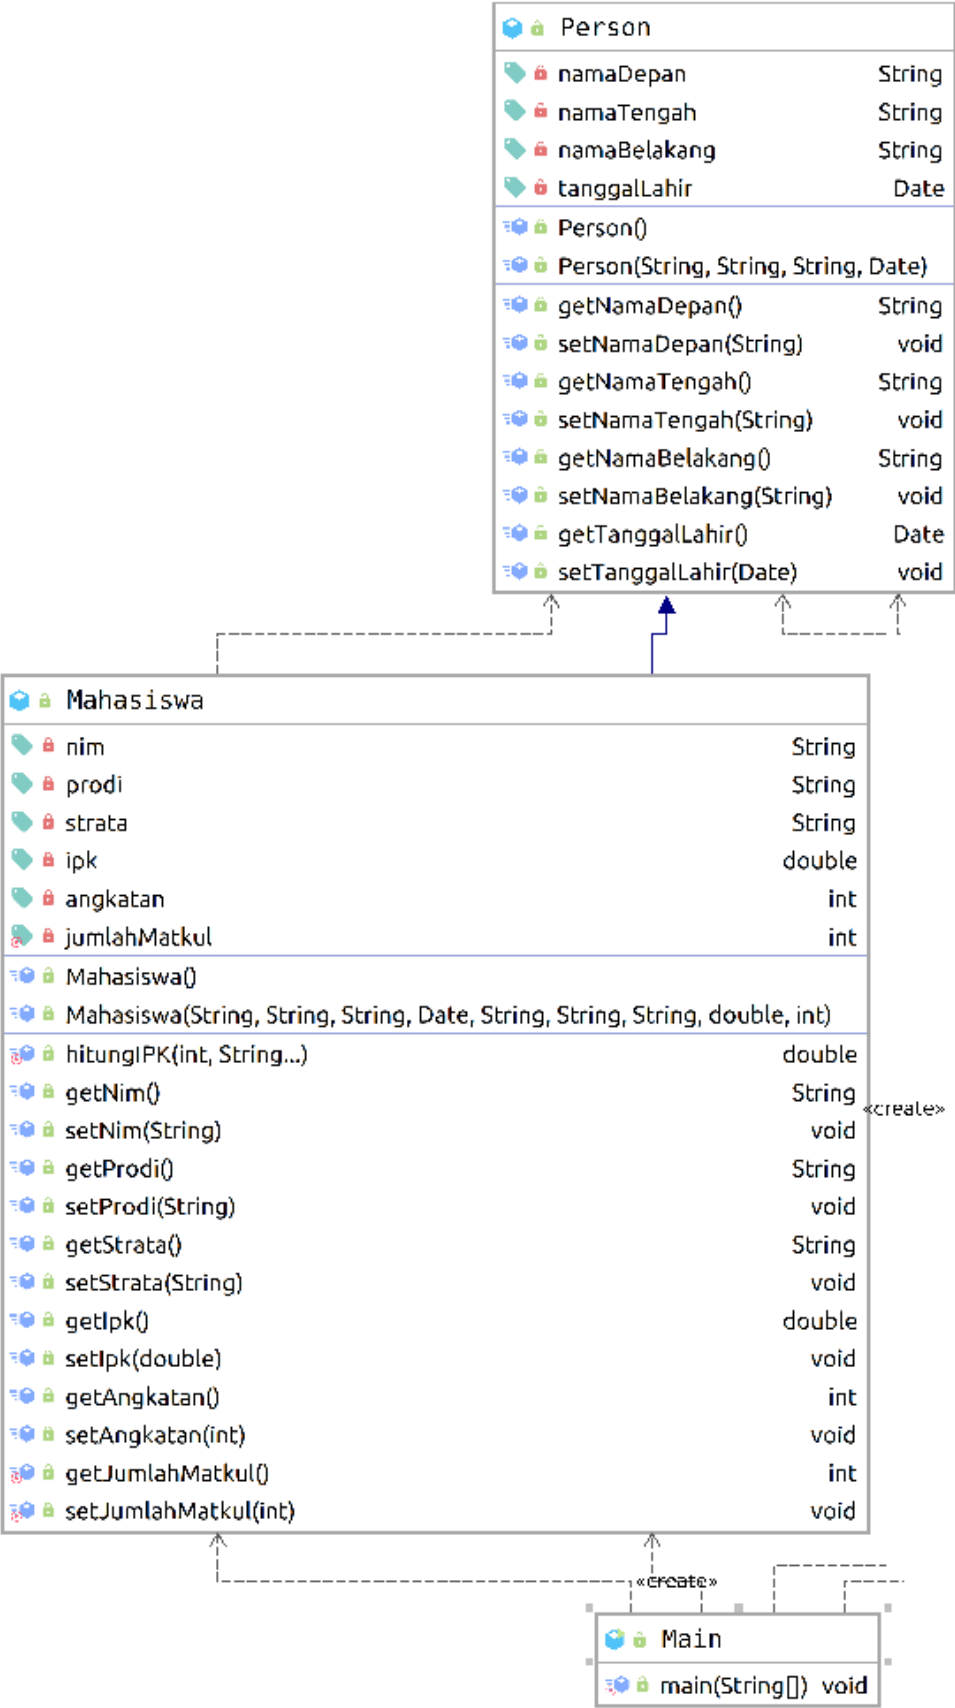 Person
namaDepan String
namaTengah String
namaBelakang String
tanggalLahir Date
Person()
Person(String, String, String, Date)
getNamaDepan() String
setNamaDepan(String) void
getNamaTengah() String
setNamaTengah(String) void
getNamaBelakang() String
setNamaBelakang(String) void
getTanggalLahir() Date
setTanggalLahir(Date) void
Mahasiswa
nim String
prodi String
strata String
ipk double
angkatan int
jumlahMatkul int
Mahasiswa()
Mahasiswa(String, String, String, Date, String, String, String, double, int)
hitungIPK(int, String...) double
getNim() String
«create»
setNim(String) void
getProdi() String
setProdi(String) void
getStrata() String
setStrata(String) void
getIpk() double
setIpk(double) void
getAngkatan() int
setAngkatan(int) void
getJumlahMatkul() int
setJumlahMatkul(int) void
«create»
Main
main(String[]) void